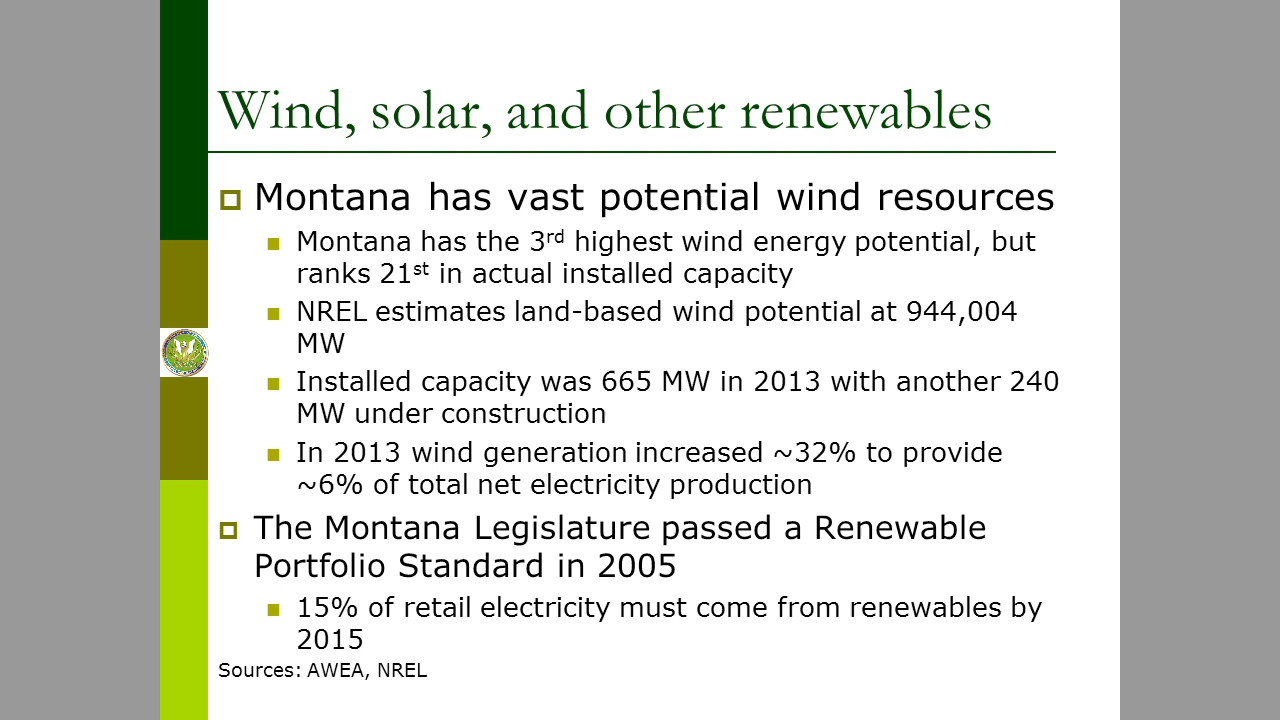 Wind, solar, and other renewables
Montana has vast potential wind resources
Montana has the 3rd highest wind energy potential, but
ranks 21st in actual installed capacity
NREL estimates land-based wind potential at 944,004
MW
Installed capacity was 665 MW in 2013 with another 240
MW under construction
In 2013 wind generation increased ~32% to provide
~6% of total net electricity production
The Montana Legislature passed a Renewable
Portfolio Standard in 2005
15% of retail electricity must come from renewables by
2015
Sources: AWEA, NREL